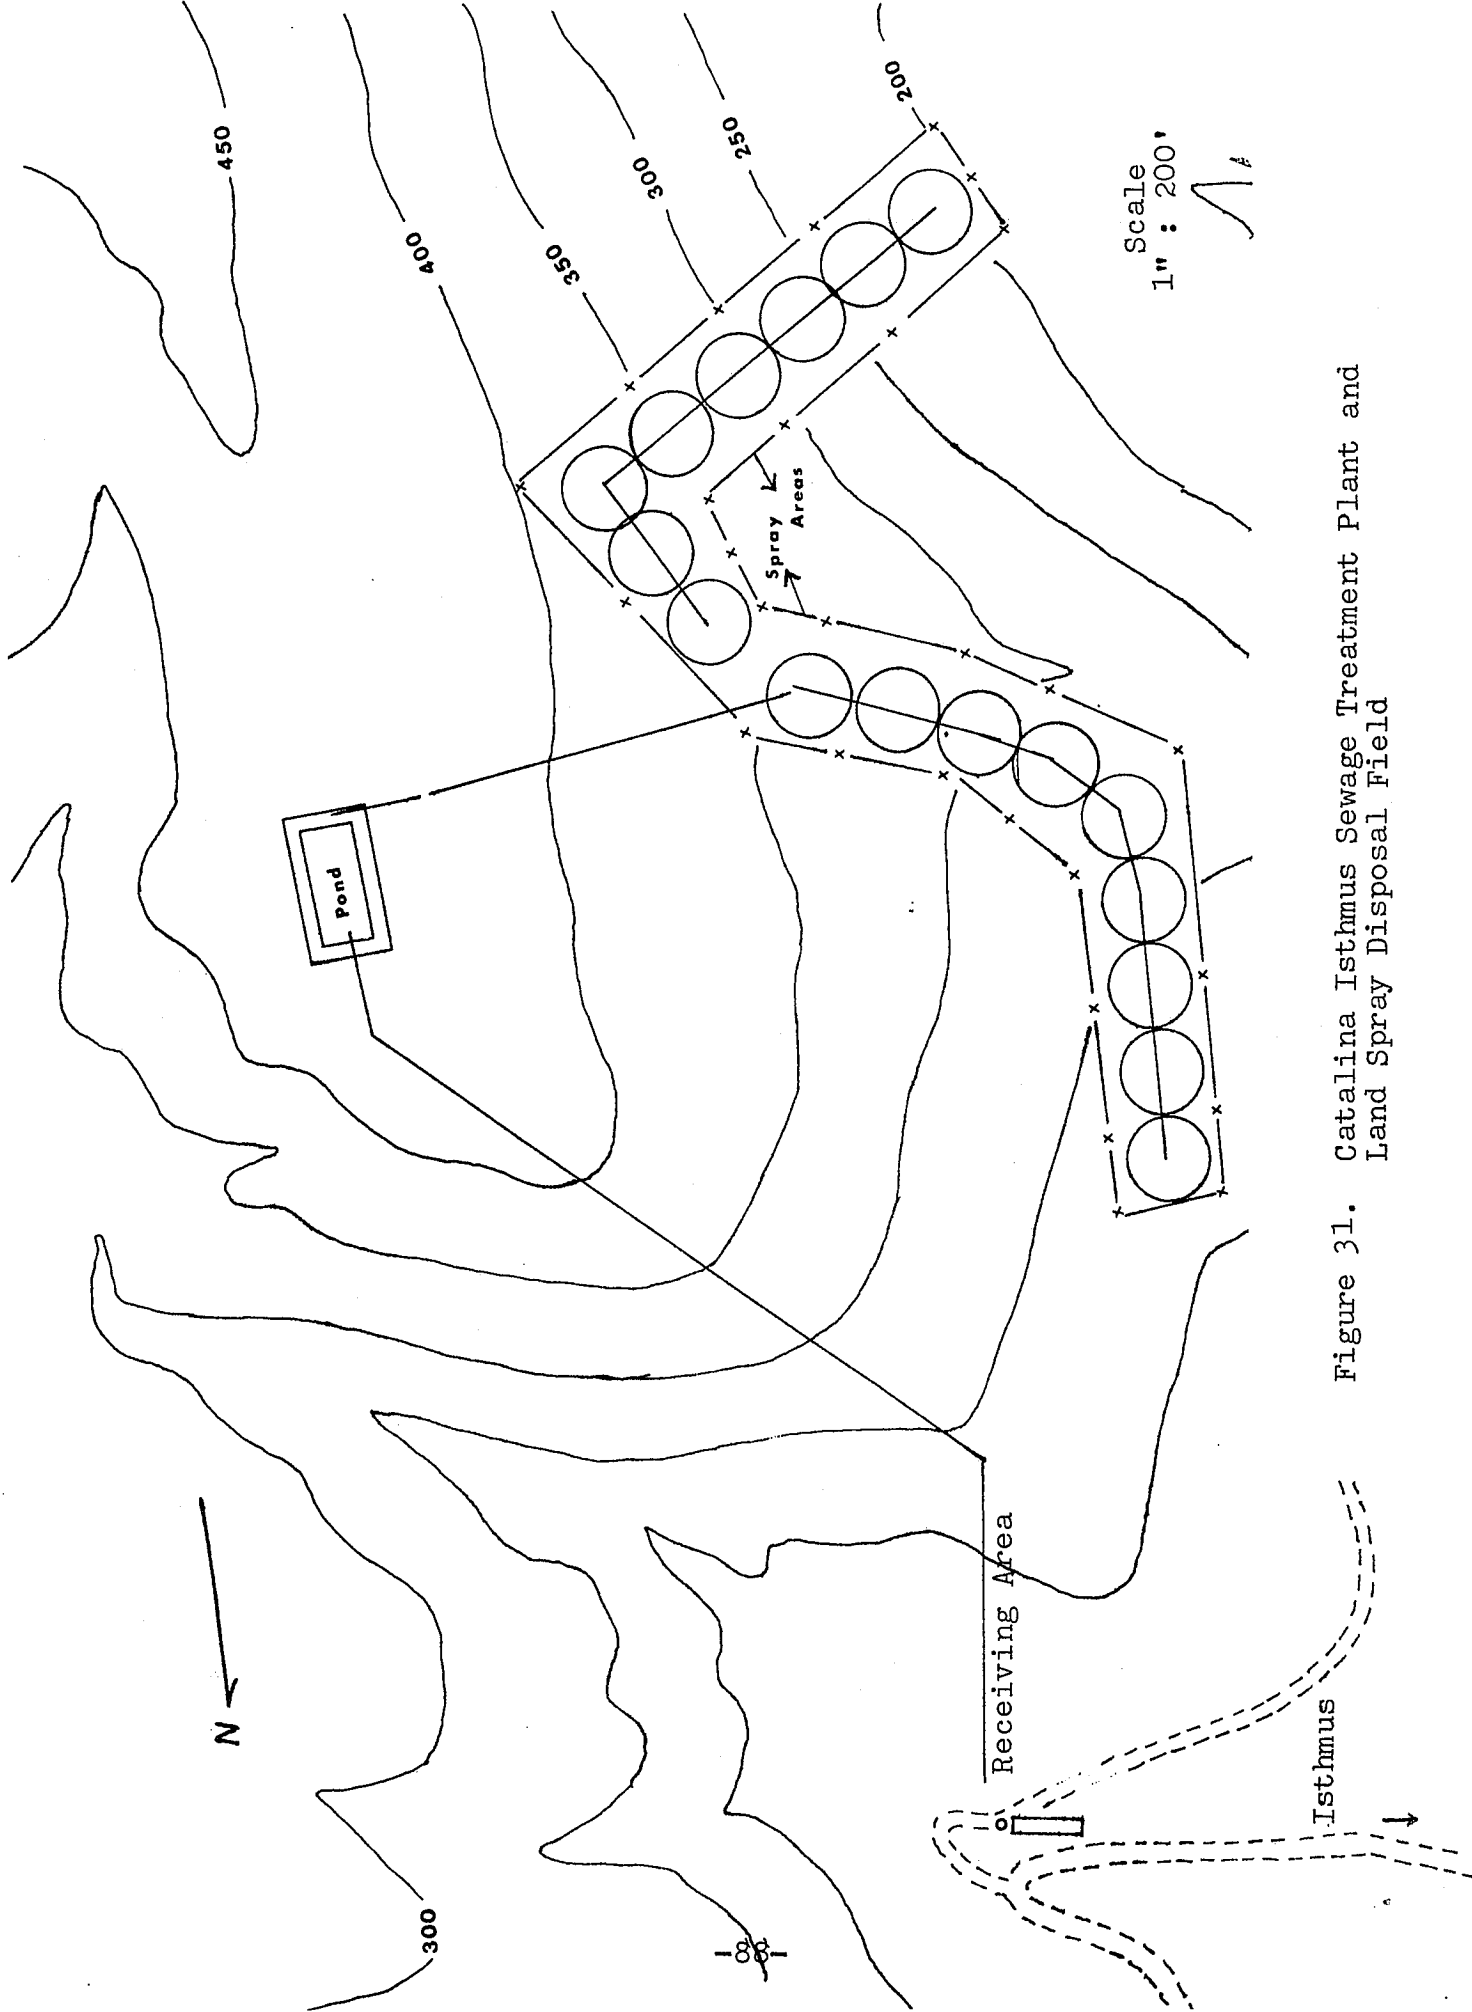 N
450
400
350
300
250
200
Pond
Spray
Areas
Receiving Area
Isthmus
300
-88-
Scale
1" : 200'
Figure 31. Catalina Isthmus Sewage Treatment Plant and
Land Spray Disposal Field